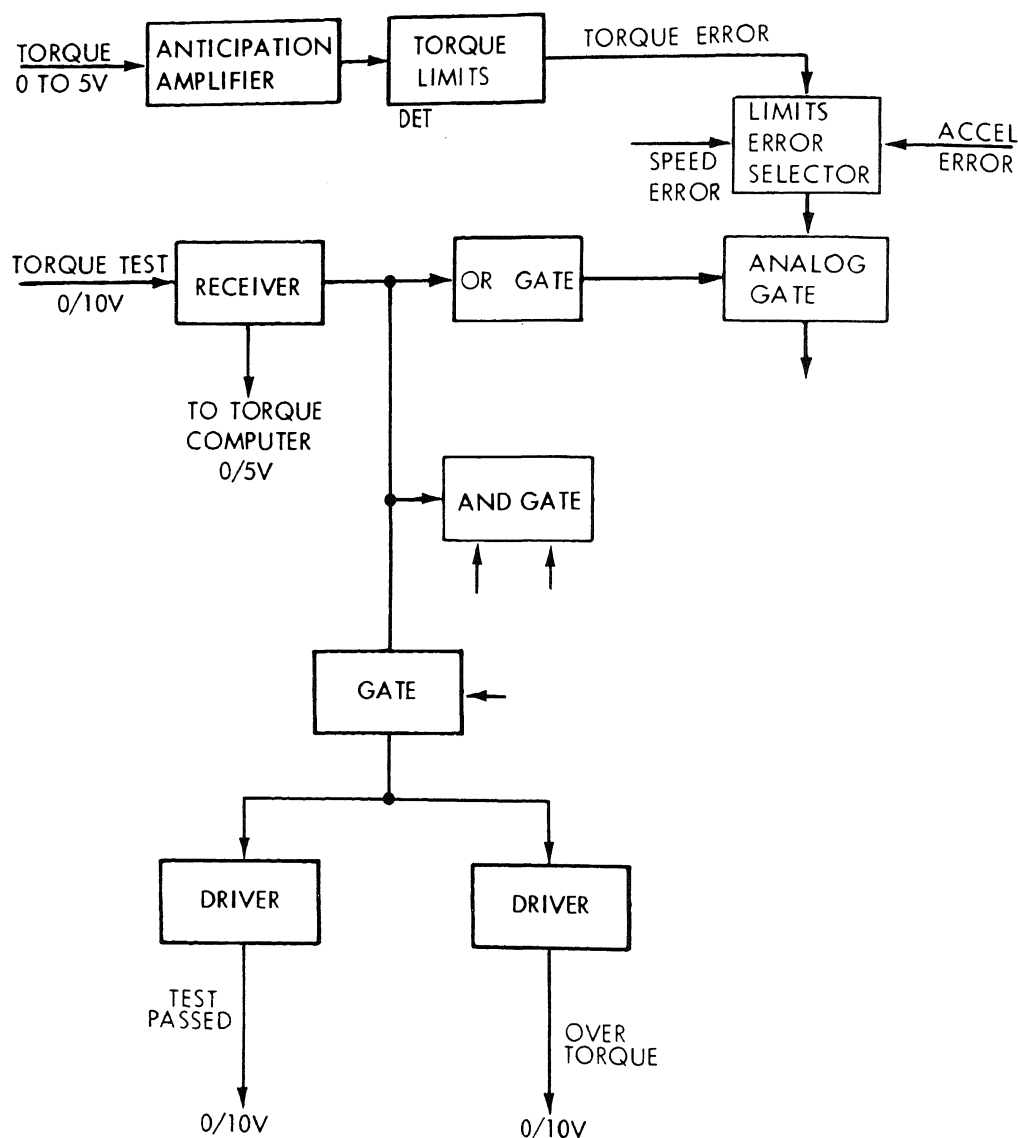 TORQUE
0 TO 5V
ANTICIPATION
AMPLIFIER
TORQUE
LIMITS
DET
TORQUE ERROR
LIMITS
ERROR
SELECTOR
SPEED
ERROR
ACCEL
ERROR
TORQUE TEST
0/10V
RECEIVER
OR GATE
ANALOG
GATE
TO TORQUE
COMPUTER
0/5V
AND GATE
GATE
DRIVER
DRIVER
TEST
PASSED
OVER
TORQUE
0/10V
0/10V